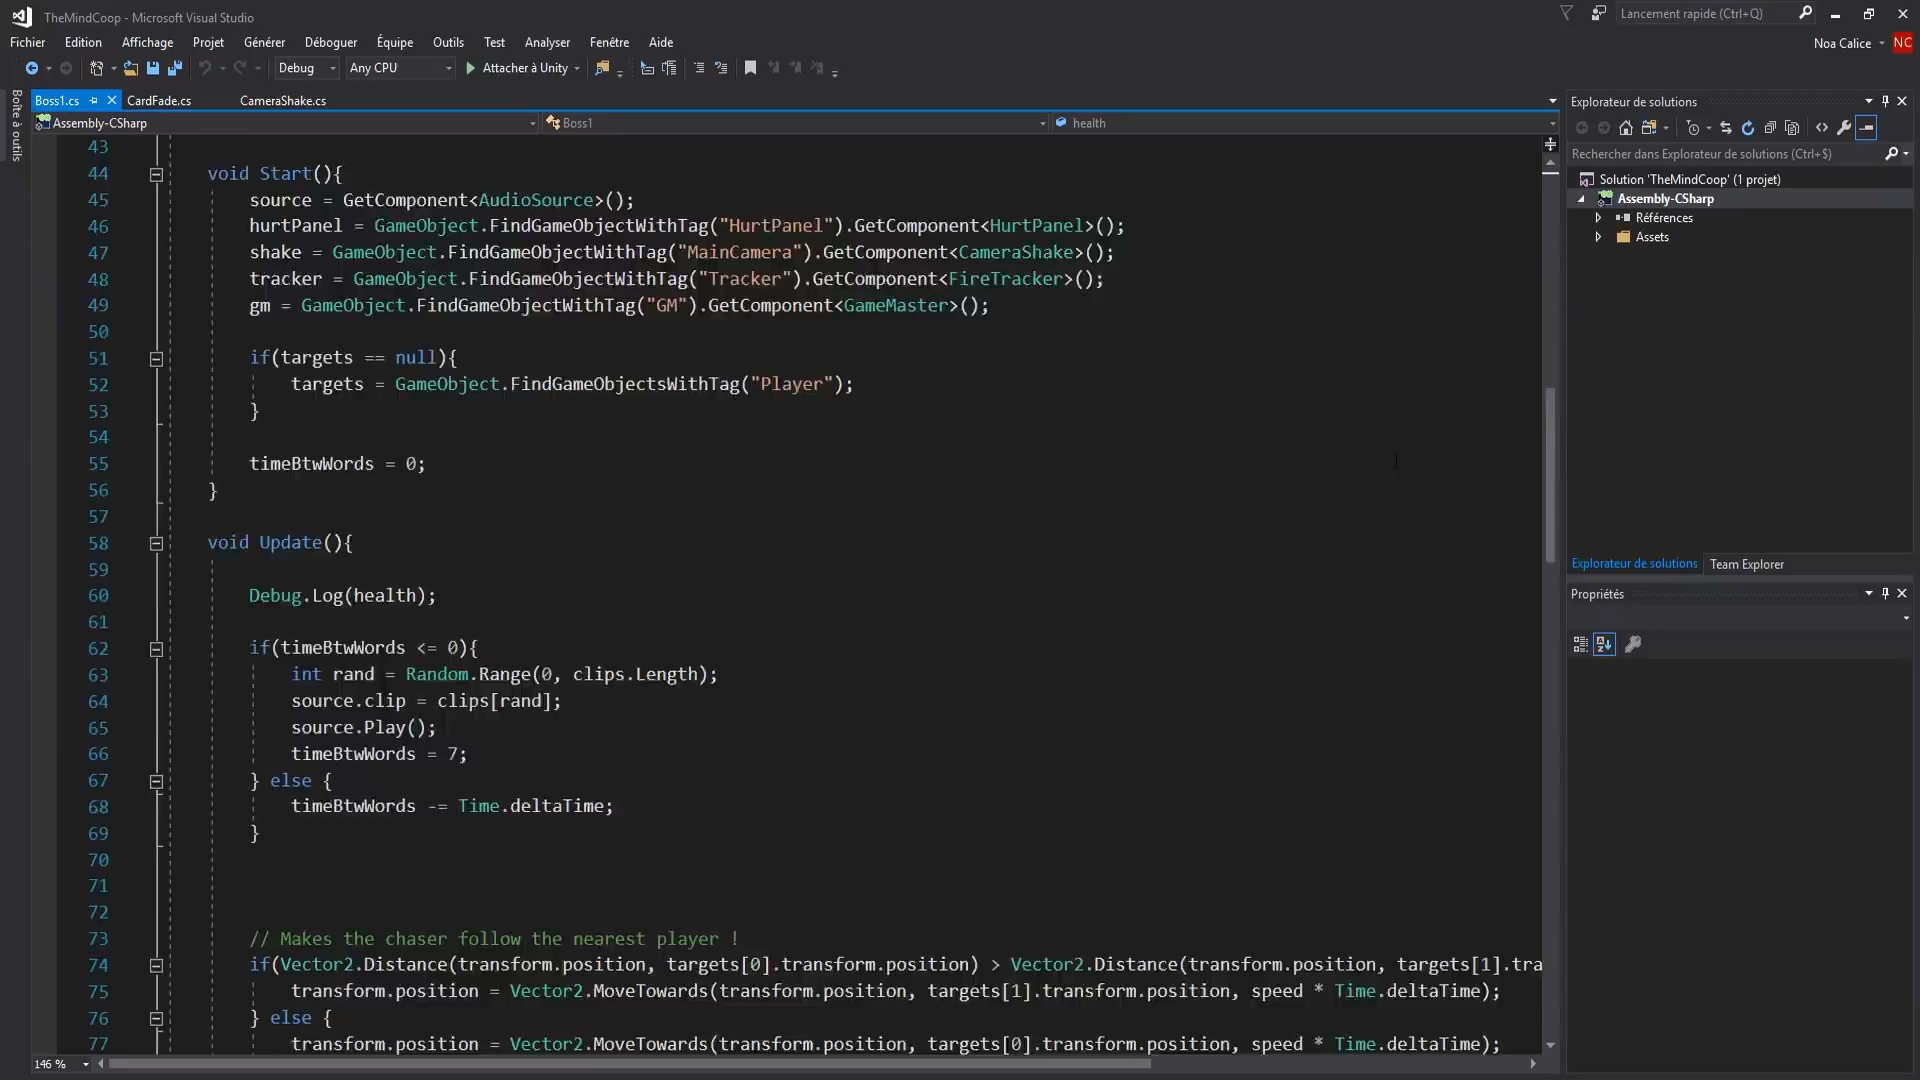 TheMindCoop - Microsoft Visual Studio
Lancement rapide (Ctrl+Q)
Fichier Edition Affichage Projet Générer Déboguer Équipe Outils Test Analyser Fenêtre Aide
Noa Calice NC
Debug Any CPU Attacher à Unity
Boîte à outils
Boss1.cs CardFade.cs CameraShake.cs
Assembly-CSharp Boss1 health
43
44 void Start(){
45 source = GetComponent<AudioSource>();
46 hurtPanel = GameObject.FindGameObjectWithTag("HurtPanel").GetComponent<HurtPanel>();
47 shake = GameObject.FindGameObjectWithTag("MainCamera").GetComponent<CameraShake>();
48 tracker = GameObject.FindGameObjectWithTag("Tracker").GetComponent<FireTracker>();
49 gm = GameObject.FindGameObjectWithTag("GM").GetComponent<GameMaster>();
50
51 if(targets == null){
52 targets = GameObject.FindGameObjectsWithTag("Player");
53 }
54
55 timeBtwWords = 0;
56 }
57
58 void Update(){
59
60 Debug.Log(health);
61
62 if(timeBtwWords <= 0){
63 int rand = Random.Range(0, clips.Length);
64 source.clip = clips[rand];
65 source.Play();
66 timeBtwWords = 7;
67 } else {
68 timeBtwWords -= Time.deltaTime;
69 }
70
71
72
73 // Makes the chaser follow the nearest player !
74 if(Vector2.Distance(transform.position, targets[0].transform.position) > Vector2.Distance(transform.position, targets[1].tra
75 transform.position = Vector2.MoveTowards(transform.position, targets[1].transform.position, speed * Time.deltaTime);
76 } else {
77 transform.position = Vector2.MoveTowards(transform.position, targets[0].transform.position, speed * Time.deltaTime);
146 %
Explorateur de solutions
Rechercher dans Explorateur de solutions (Ctrl+$)
Solution 'TheMindCoop' (1 projet)
Assembly-CSharp
Références
Assets
Explorateur de solutions Team Explorer
Propriétés